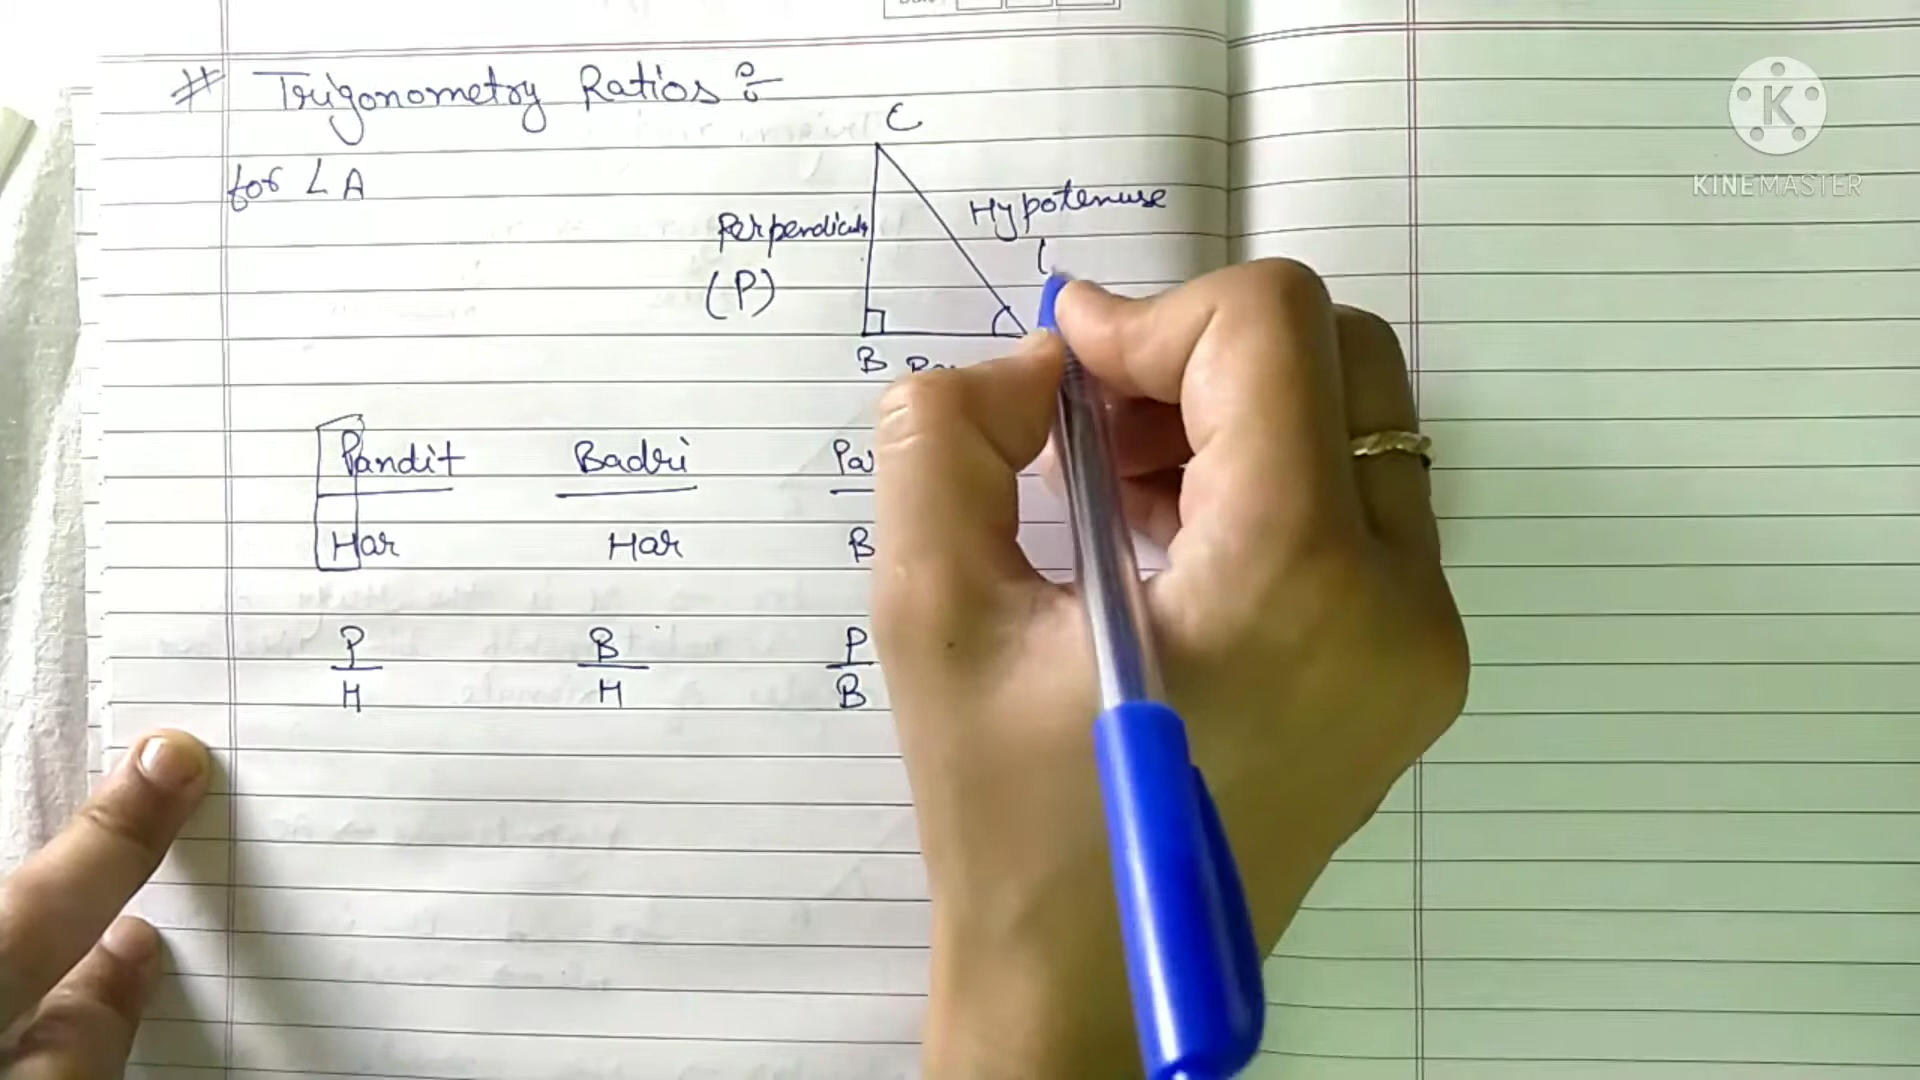 # Trigonometry Ratios :-
C
for ∠A
Hypotenuse
Perpendicular
(
(P)
B
Pandit Badri
Har Har B
P B P
H H B
K
KINEMASTER